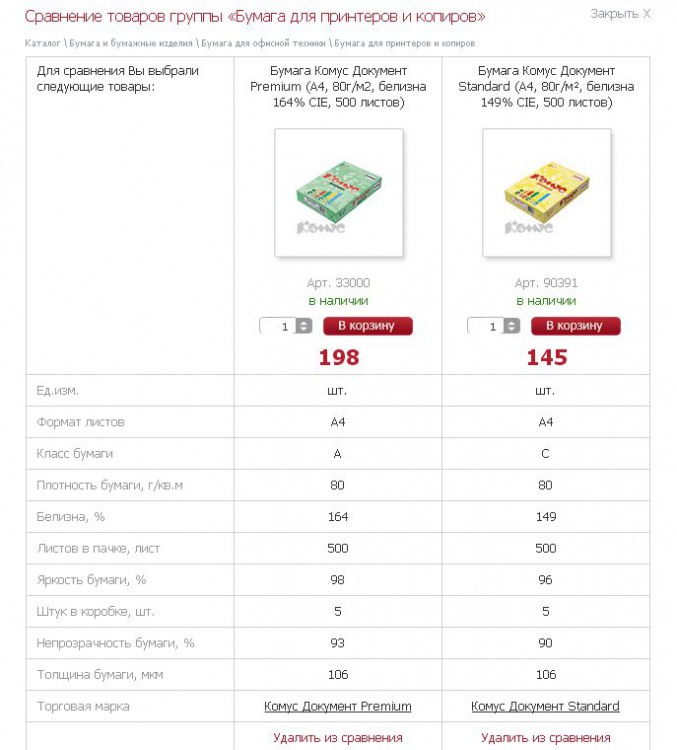 Сравнение товаров группы «Бумага для принтеров и копиров»
Закрыть X
Каталог \ Бумага и бумажные изделия \ Бумага для офисной техники \ Бумага для принтеров и копиров
Для сравнения Вы выбрали
следующие товары:
Бумага Комус Документ
Premium (A4, 80г/м2, белизна
164% CIE, 500 листов)
Комус
Комус
Арт. 33000
в наличии
1 В корзину
198
Бумага Комус Документ
Standard (A4, 80г/м², белизна
149% CIE, 500 листов)
Комус
Комус
Арт. 90391
в наличии
1 В корзину
145
Ед.изм. шт. шт.
Формат листов A4 A4
Класс бумаги A C
Плотность бумаги, г/кв.м 80 80
Белизна, % 164 149
Листов в пачке, лист 500 500
Яркость бумаги, % 98 96
Штук в коробке, шт. 5 5
Непрозрачность бумаги, % 93 90
Толщина бумаги, мкм 106 106
Торговая марка Комус Документ Premium Комус Документ Standard
Удалить из сравнения Удалить из сравнения